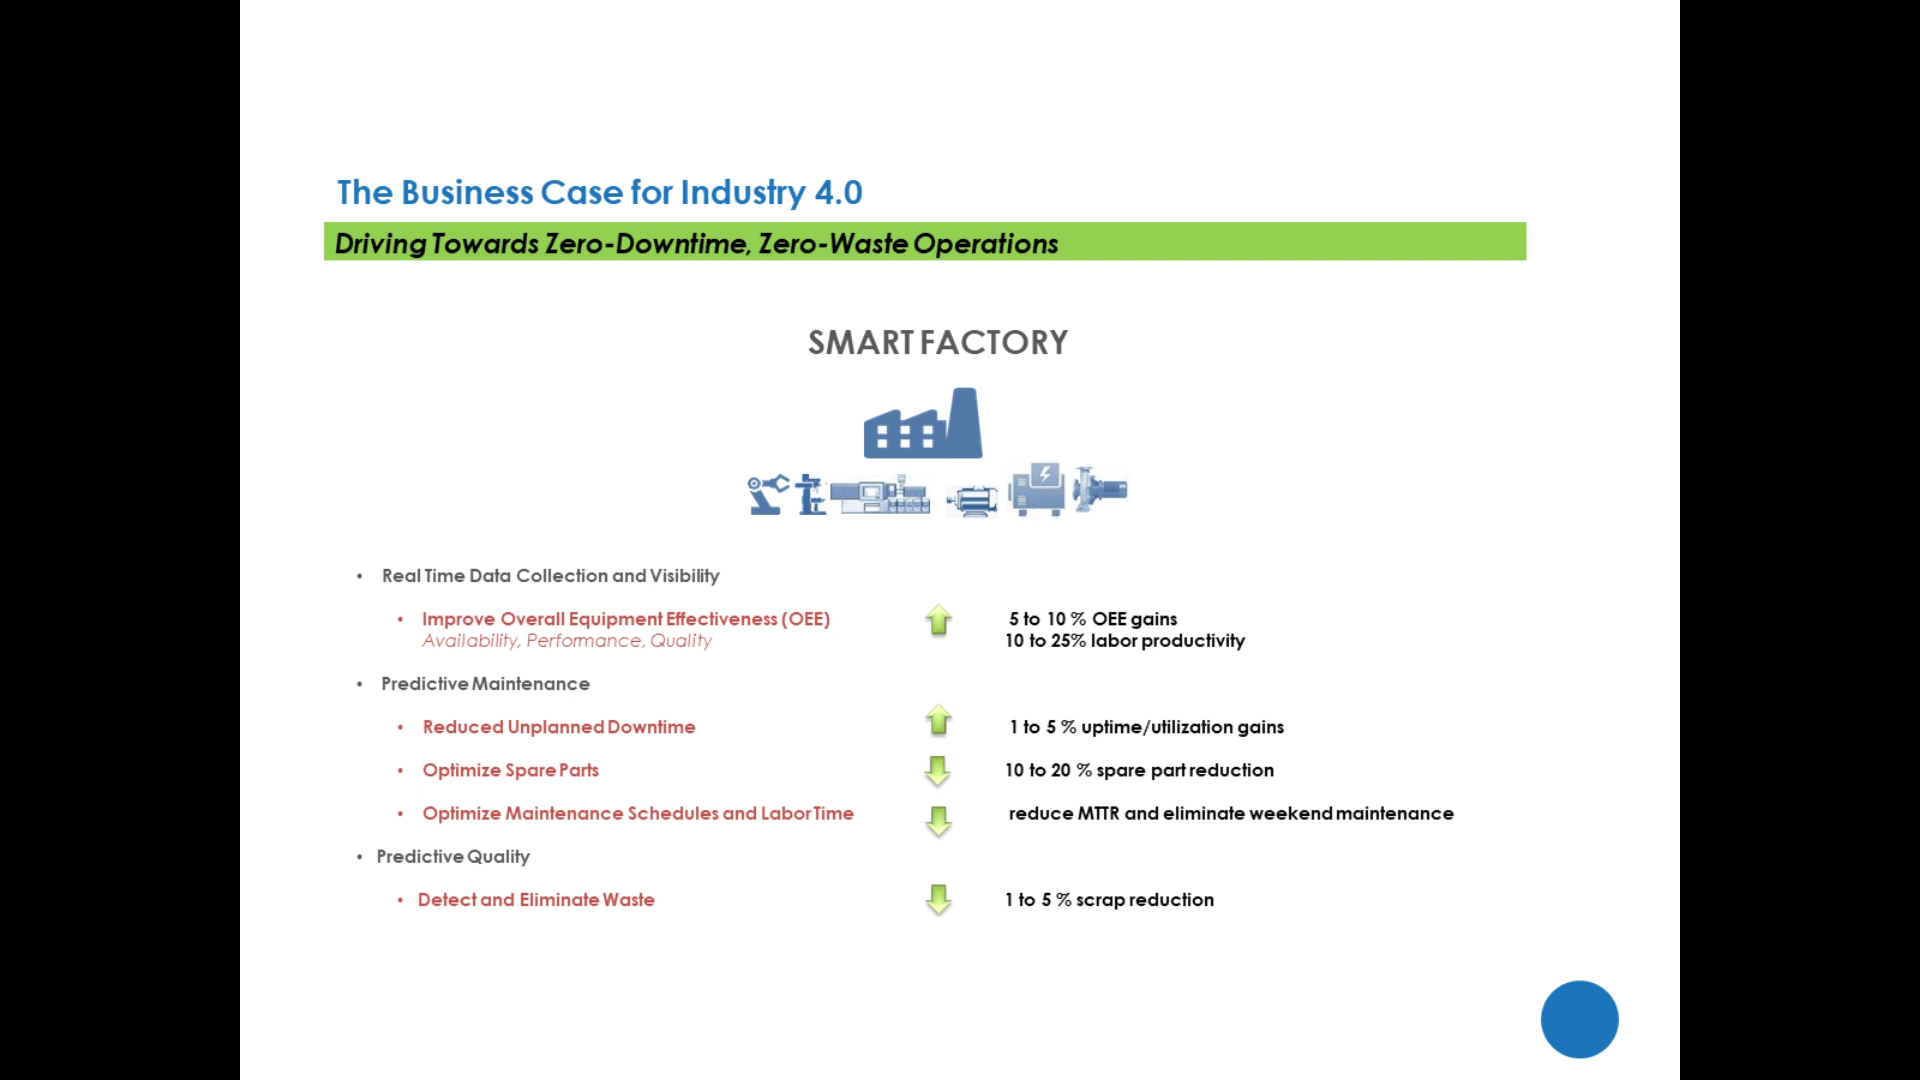 The Business Case for Industry 4.0
Driving Towards Zero-Downtime, Zero-Waste Operations
SMART FACTORY
• Real Time Data Collection and Visibility
• Improve Overall Equipment Effectiveness (OEE) 5 to 10 % OEE gains
Availability, Performance, Quality 10 to 25% labor productivity
• Predictive Maintenance
• Reduced Unplanned Downtime 1 to 5 % uptime/utilization gains
• Optimize Spare Parts 10 to 20 % spare part reduction
• Optimize Maintenance Schedules and Labor Time reduce MTTR and eliminate weekend maintenance
• Predictive Quality
• Detect and Eliminate Waste 1 to 5 % scrap reduction